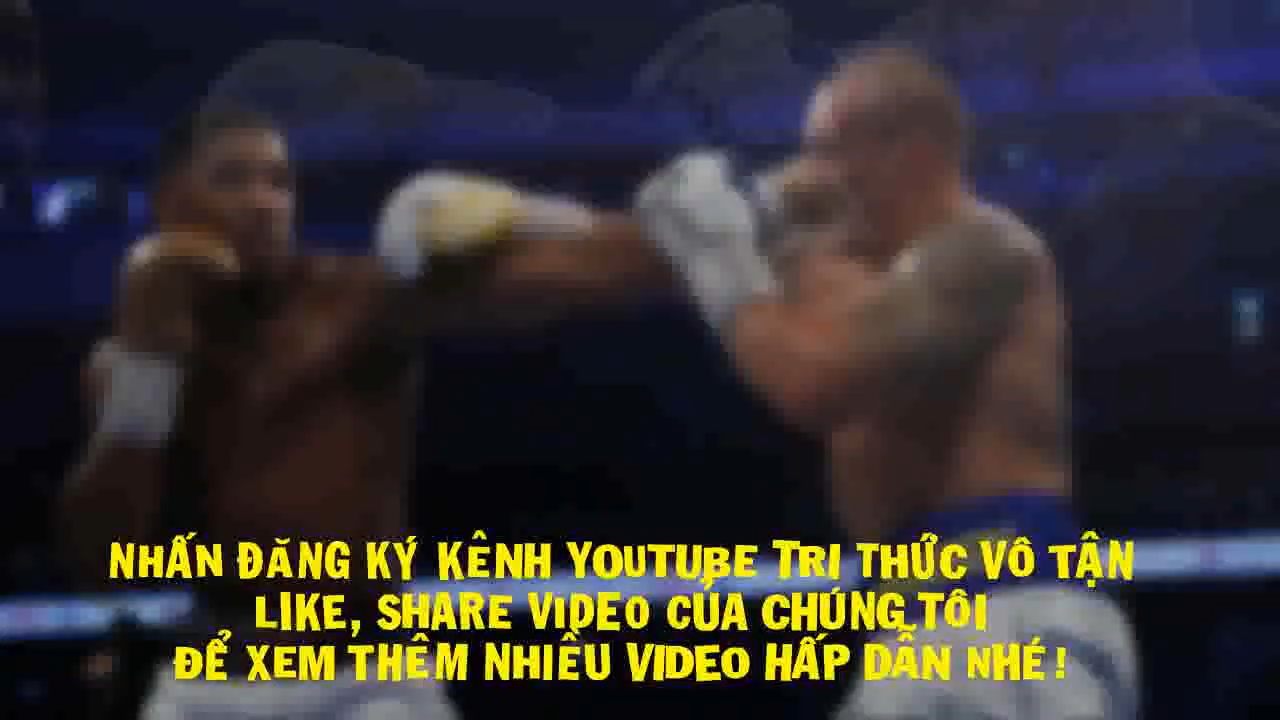 NHẤN ĐĂNG KÝ KÊNH YOUTUBE TRI THỨC VÔ TẬN
LIKE, SHARE VIDEO CỦA CHÚNG TÔI
ĐỂ XEM THÊM NHIỀU VIDEO HẤP DẪN NHÉ!